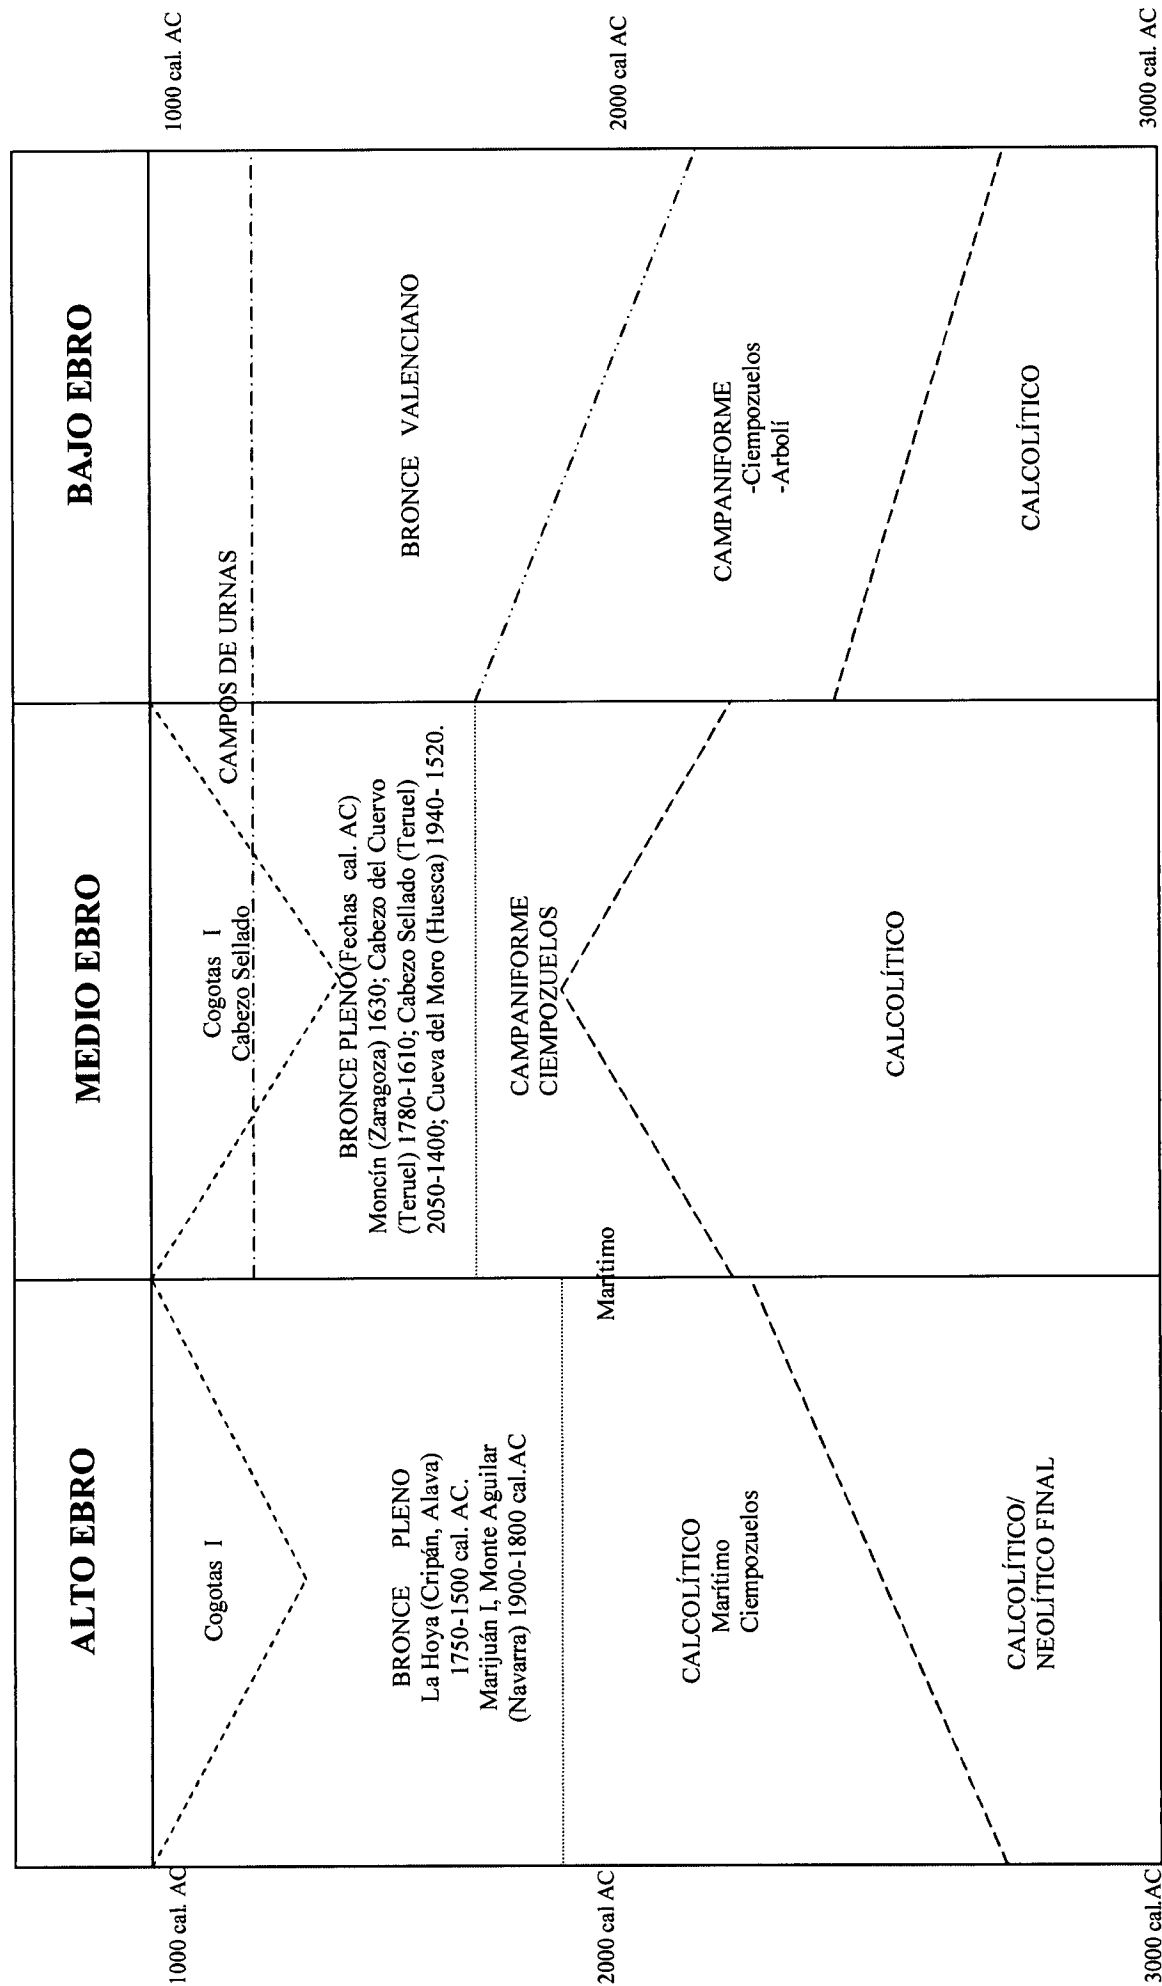 ALTO EBRO
MEDIO EBRO
BAJO EBRO
1000 cal. AC
2000 cal AC
3000 cal.AC
Cogotas I
BRONCE PLENO
La Hoya (Cripán, Alava)
1750-1500 cal. AC.
Marijuán I, Monte Aguilar
(Navarra) 1900-1800 cal.AC
CALCOLÍTICO
Marítimo
Ciempozuelos
CALCOLÍTICO/
NEOLÍTICO FINAL
Marítimo
Cogotas I
Cabezo Sellado
BRONCE PLENO(Fechas cal. AC)
Moncín (Zaragoza) 1630; Cabezo del Cuervo
(Teruel) 1780-1610; Cabezo Sellado (Teruel)
2050-1400; Cueva del Moro (Huesca) 1940- 1520.
CAMPANIFORME
CIEMPOZUELOS
CALCOLÍTICO
CAMPOS DE URNAS
BRONCE VALENCIANO
CAMPANIFORME
-Ciempozuelos
-Arbolí
CALCOLÍTICO
1000 cal. AC
2000 cal AC
3000 cal. AC